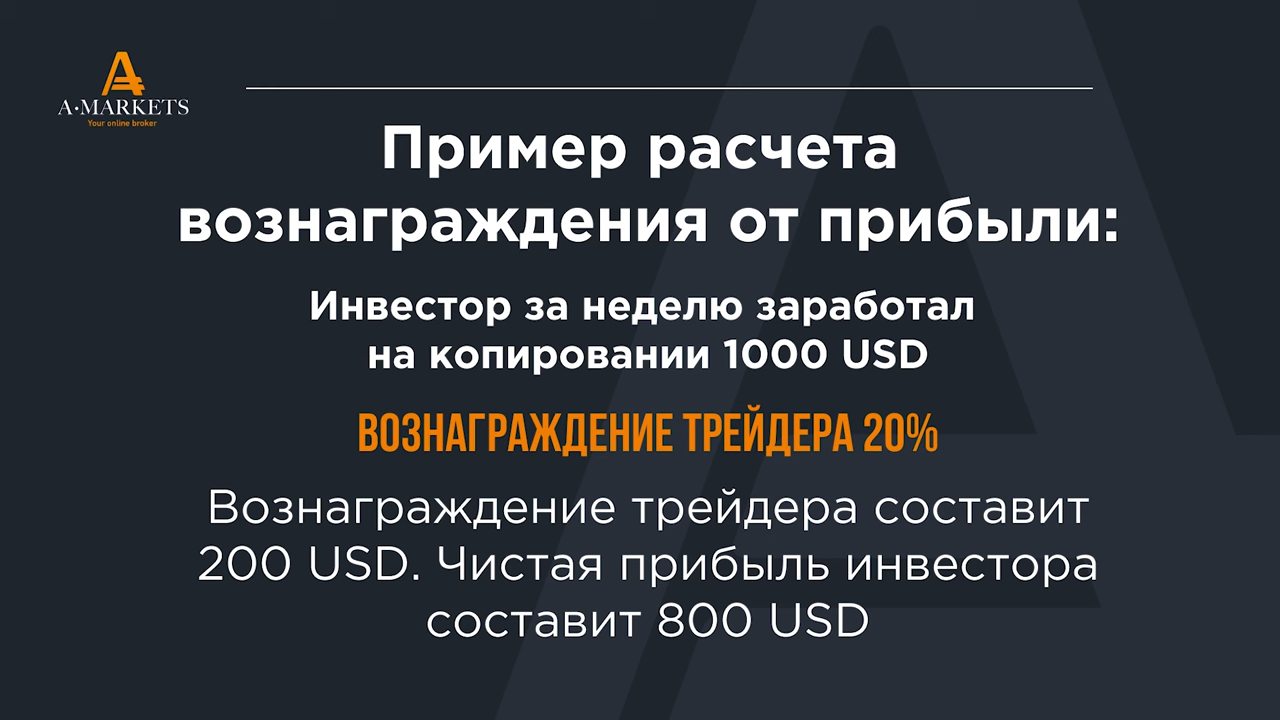 A·MARKETS
Your online broker
Пример расчета
вознаграждения от прибыли:
Инвестор за неделю заработал
на копировании 1000 USD
ВОЗНАГРАЖДЕНИЕ ТРЕЙДЕРА 20%
Вознаграждение трейдера составит
200 USD. Чистая прибыль инвестора
составит 800 USD